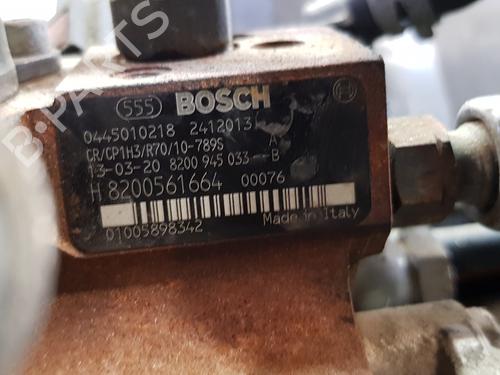 555 BOSCH
0445010218 2412013
CR/CP1H3/R70/10-789S A
13-03-20 8200 945 033 B
H 8200561664 00076
01005898342 Made in Italy
B-Parts